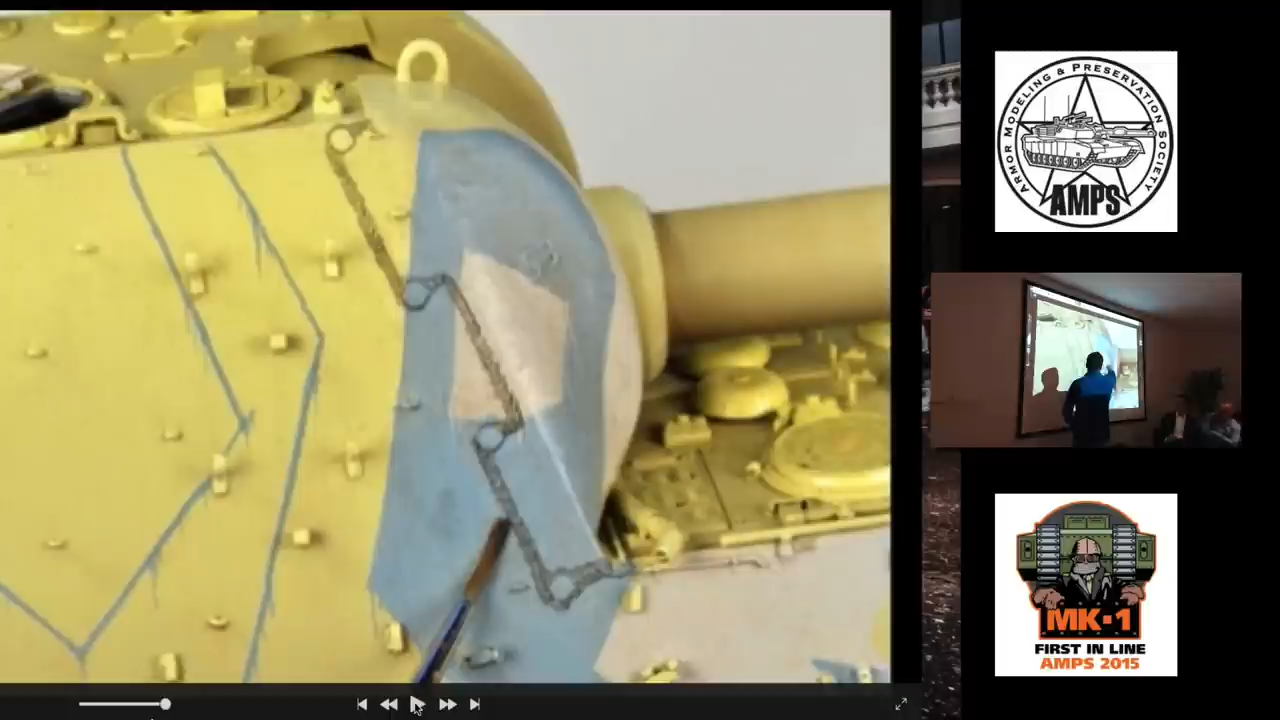 ARMOR MODELING & PRESERVATION SOCIETY
AMPS
MK-1
FIRST IN LINE
AMPS 2015